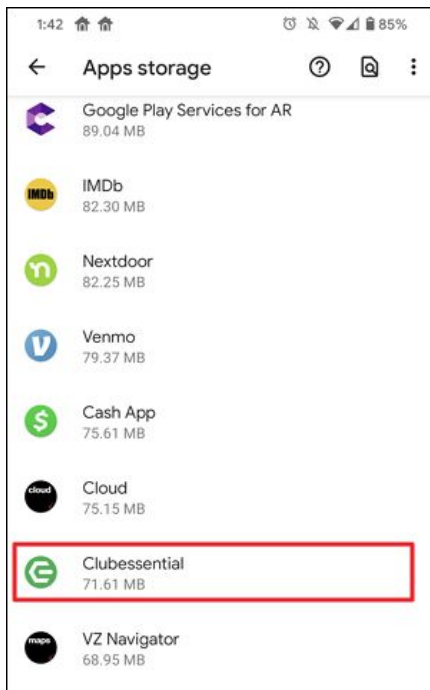 1:42 85%
Apps storage
Google Play Services for AR
89.04 MB
IMDb
IMDb
82.30 MB
Nextdoor
82.25 MB
Venmo
79.37 MB
Cash App
75.61 MB
cloud
Cloud
75.15 MB
Clubessential
71.61 MB
maps
VZ Navigator
68.95 MB